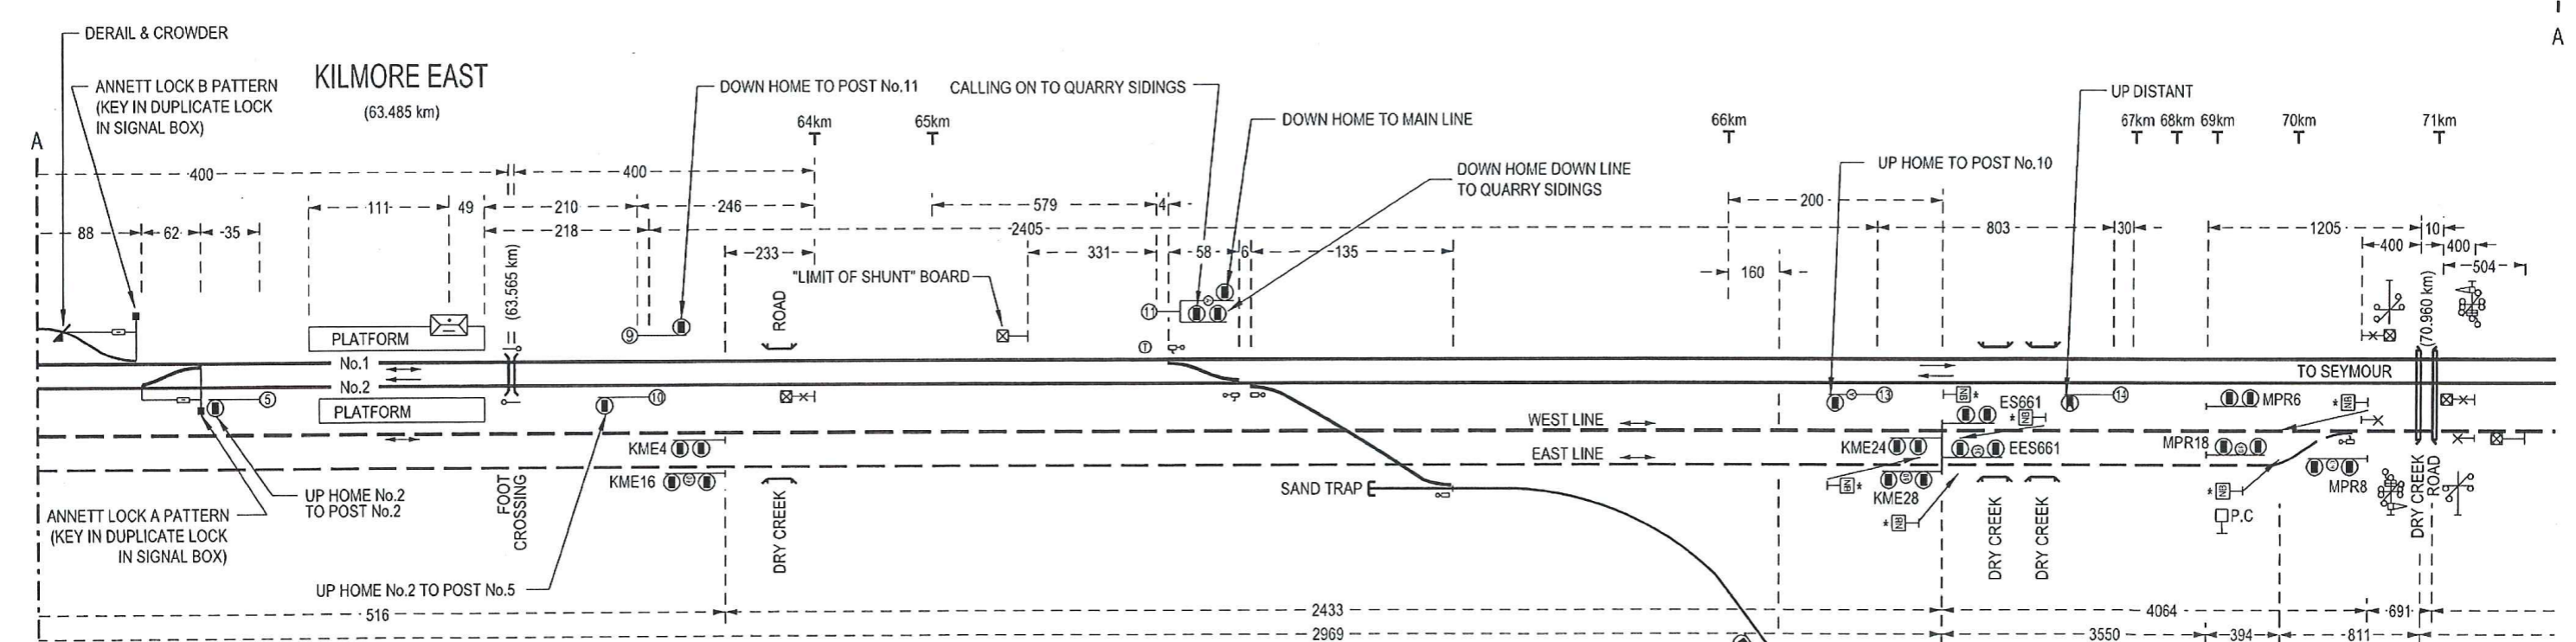 A
DERAIL & CROWDER
A
KILMORE EAST
(63.485 km)
ANNETT LOCK B PATTERN
(KEY IN DUPLICATE LOCK
IN SIGNAL BOX)
DOWN HOME TO POST No.11
CALLING ON TO QUARRY SIDINGS
UP DISTANT
DOWN HOME TO MAIN LINE
64km
65km
66km
67km 68km 69km
70km
71km
DOWN HOME DOWN LINE
TO QUARRY SIDINGS
UP HOME TO POST No.10
400
400
111
49
210
246
579
4
200
88
62
35
218
2405
803
30
1205
10
233
331
58
6
135
160
400
400
504
"LIMIT OF SHUNT" BOARD
(63.565 km)
ROAD
(70.960 km)
PLATFORM
9
11
No.1
No.2
TO SEYMOUR
5
PLATFORM
10
13
14
ES661
MPR6
WEST LINE
KME4
KME24
EES661
MPR18
EAST LINE
KME16
KME28
MPR8
SAND TRAP
P.C
UP HOME No.2
TO POST No.2
ANNETT LOCK A PATTERN
(KEY IN DUPLICATE LOCK
IN SIGNAL BOX)
FOOT
CROSSING
DRY CREEK
DRY CREEK
DRY CREEK
DRY CREEK
ROAD
UP HOME No.2 TO POST No.5
516
2433
4064
691
2969
3550
394
811